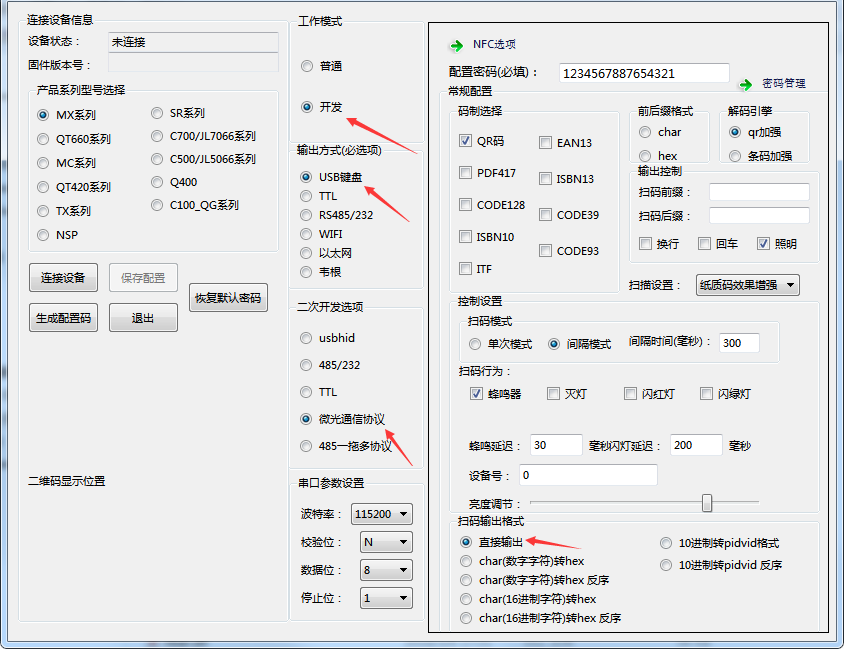 连接设备信息
设备状态： 未连接
固件版本号：
产品系列型号选择
MX系列 SR系列
QT660系列 C700/JL7066系列
MC系列 C500/JL5066系列
QT420系列 Q400
TX系列 C100_QG系列
NSP
连接设备 保存配置 恢复默认密码
生成配置码 退出
二维码显示位置
工作模式
普通
开发
输出方式(必选项)
USB键盘
TTL
RS485/232
WIFI
以太网
韦根
二次开发选项
usbhid
485/232
TTL
微光通信协议
485一拖多协议
串口参数设置
波特率： 115200
校验位： N
数据位： 8
停止位： 1
NFC选项
配置密码(必填)： 1234567887654321 密码管理
常规配置
码制选择
QR码 EAN13
PDF417 ISBN13
CODE128 CODE39
ISBN10 CODE93
ITF
前后缀格式
char
hex
解码引擎
qr加强
条码加强
输出控制
扫码前缀：
扫码后缀：
换行 回车 照明
扫描设置： 纸质码效果增强
控制设置
扫码模式
单次模式 间隔模式 间隔时间(毫秒)： 300
扫码行为：
蜂鸣器 灭灯 闪红灯 闪绿灯
蜂鸣延迟： 30 毫秒闪灯延迟： 200 毫秒
设备号： 0
亮度调节：
扫码输出格式
直接输出 10进制转pidvid格式
char(数字字符)转hex 10进制转pidvid 反序
char(数字字符)转hex 反序
char(16进制字符)转hex
char(16进制字符)转hex 反序